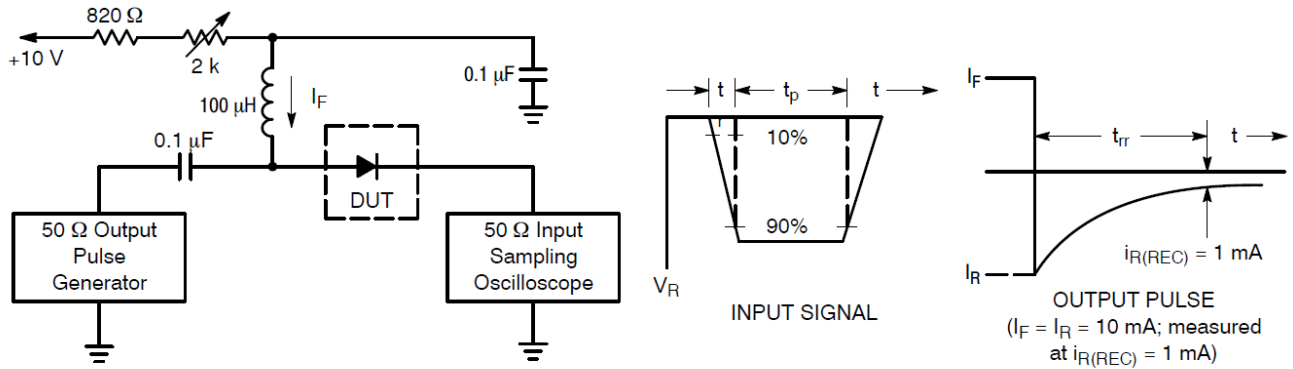 820 Ω
+10 V
2 k
100 μH
I_F
0.1 μF
0.1 μF
DUT
50 Ω Output
Pulse
Generator
50 Ω Input
Sampling
Oscilloscope
t
r
t_p
t
10%
90%
V_R
INPUT SIGNAL
I_F
t_rr
t
I_R
i_R(REC) = 1 mA
OUTPUT PULSE
(I_F = I_R = 10 mA; measured
at i_R(REC) = 1 mA)